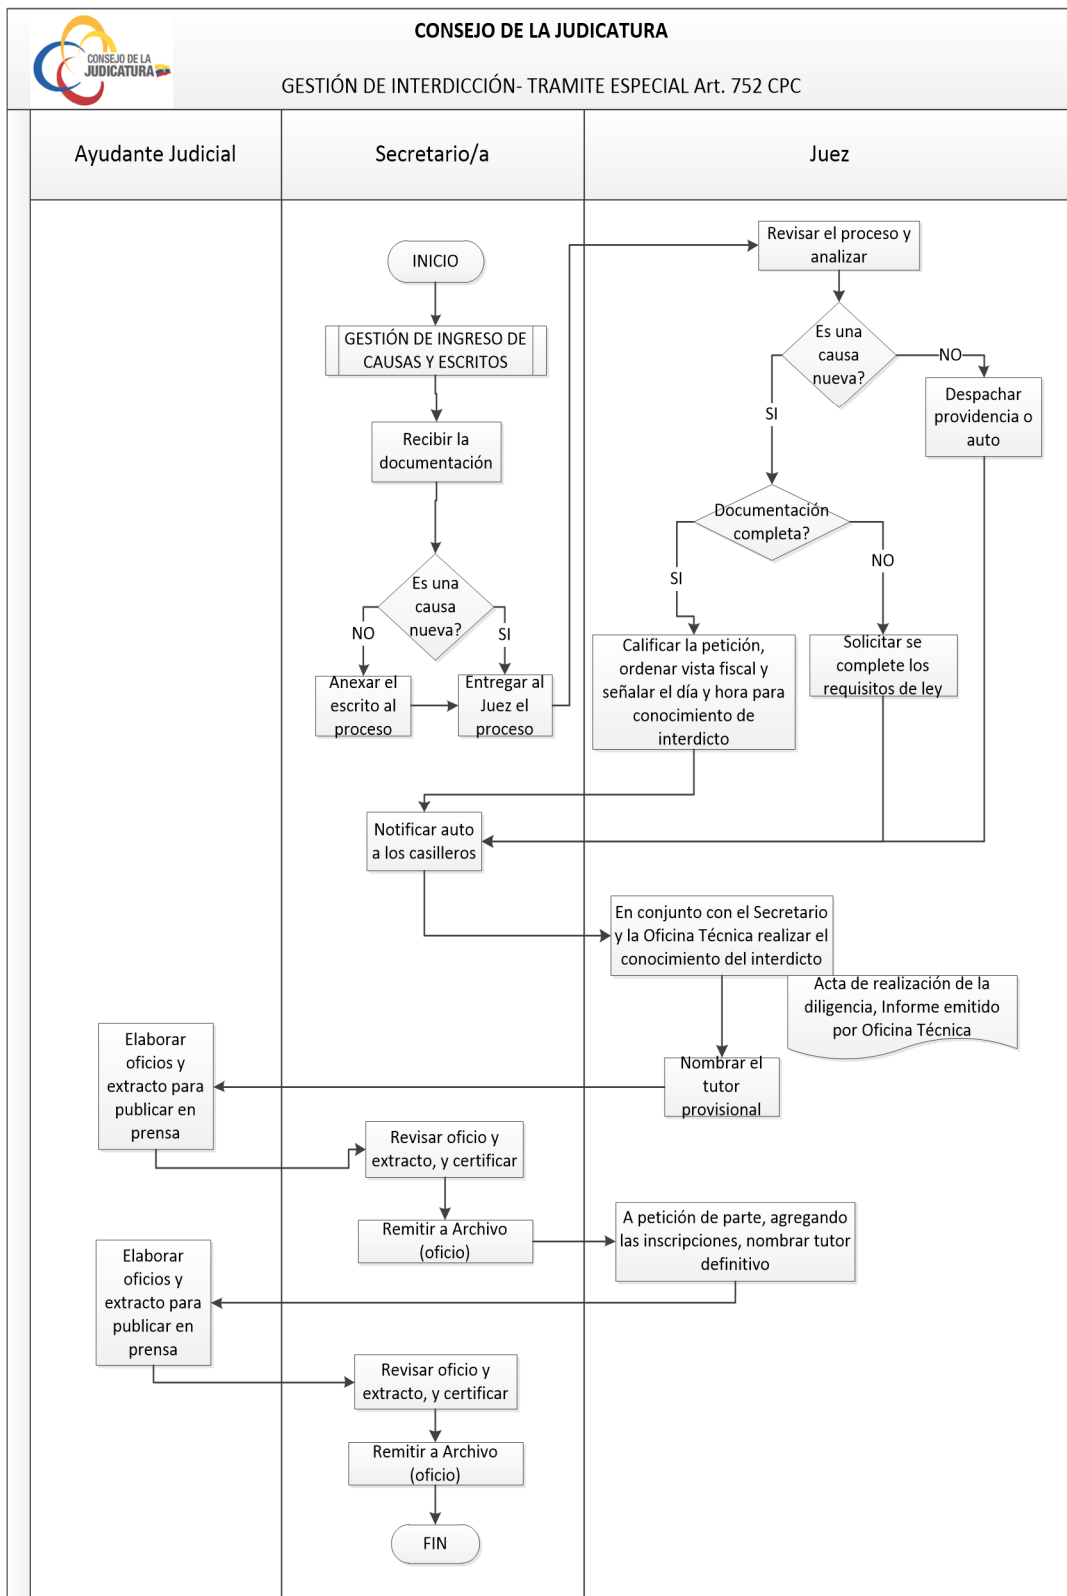 CONSEJO DE LA JUDICATURA
CONSEJO DE LA
JUDICATURA
GESTIÓN DE INTERDICCIÓN- TRAMITE ESPECIAL Art. 752 CPC
Ayudante Judicial
Secretario/a
Juez
INICIO
GESTIÓN DE INGRESO DE
CAUSAS Y ESCRITOS
Recibir la
documentación
Es una
causa
nueva?
NO
SI
Anexar el
escrito al
proceso
Entregar al
Juez el
proceso
Revisar el proceso y
analizar
Es una
causa
nueva?
NO
SI
Despachar
providencia o
auto
Documentación
completa?
SI
NO
Calificar la petición,
ordenar vista fiscal y
señalar el día y hora para
conocimiento de
interdicto
Solicitar se
complete los
requisitos de ley
Notificar auto
a los casilleros
En conjunto con el Secretario
y la Oficina Técnica realizar el
conocimiento del interdicto
Acta de realización de la
diligencia, Informe emitido
por Oficina Técnica
Nombrar el
tutor
provisional
Elaborar
oficios y
extracto para
publicar en
prensa
Revisar oficio y
extracto, y certificar
Remitir a Archivo
(oficio)
A petición de parte, agregando
las inscripciones, nombrar tutor
definitivo
Elaborar
oficios y
extracto para
publicar en
prensa
Revisar oficio y
extracto, y certificar
Remitir a Archivo
(oficio)
FIN